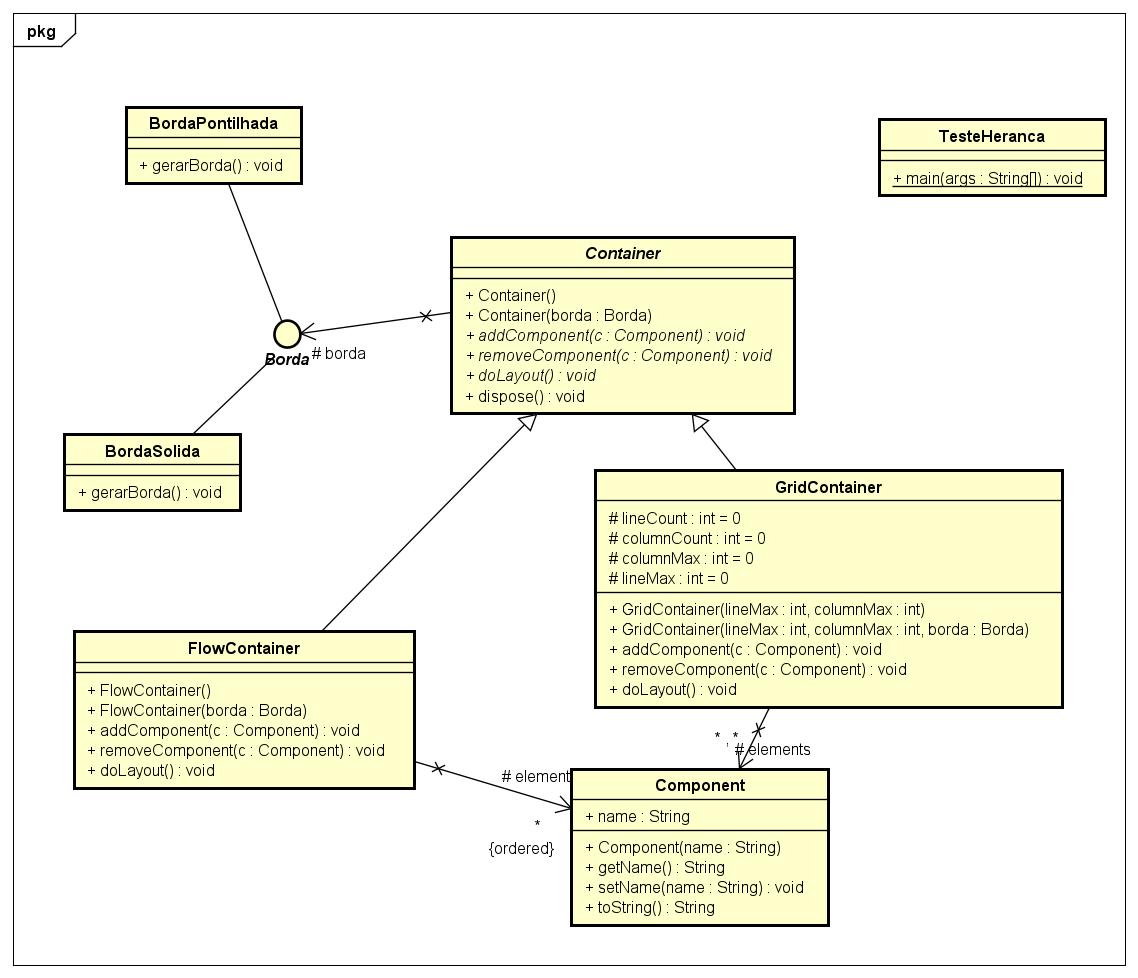 pkg
BordaPontilhada
+ gerarBorda() : void
TesteHeranca
+ main(args : String[]) : void
Container
+ Container()
+ Container(borda : Borda)
+ addComponent(c : Component) : void
+ removeComponent(c : Component) : void
+ doLayout() : void
+ dispose() : void
Borda
# borda
BordaSolida
+ gerarBorda() : void
GridContainer
# lineCount : int = 0
# columnCount : int = 0
# columnMax : int = 0
# lineMax : int = 0
+ GridContainer(lineMax : int, columnMax : int)
+ GridContainer(lineMax : int, columnMax : int, borda : Borda)
+ addComponent(c : Component) : void
+ removeComponent(c : Component) : void
+ doLayout() : void
FlowContainer
+ FlowContainer()
+ FlowContainer(borda : Borda)
+ addComponent(c : Component) : void
+ removeComponent(c : Component) : void
+ doLayout() : void
* , *
# elements
# element
*
{ordered}
Component
+ name : String
+ Component(name : String)
+ getName() : String
+ setName(name : String) : void
+ toString() : String